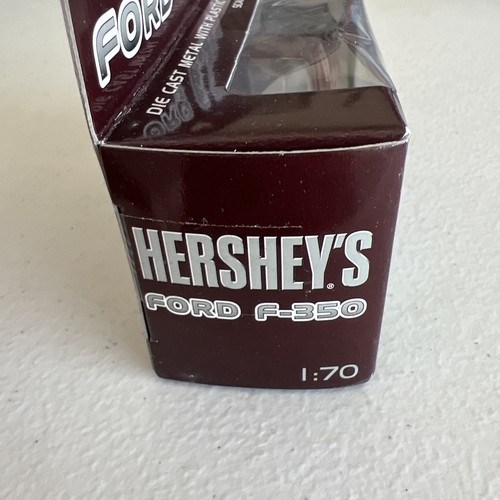 FORD
DIE CAST METAL WITH PLASTIC
HERSHEY'S®
FORD F-350
1:70